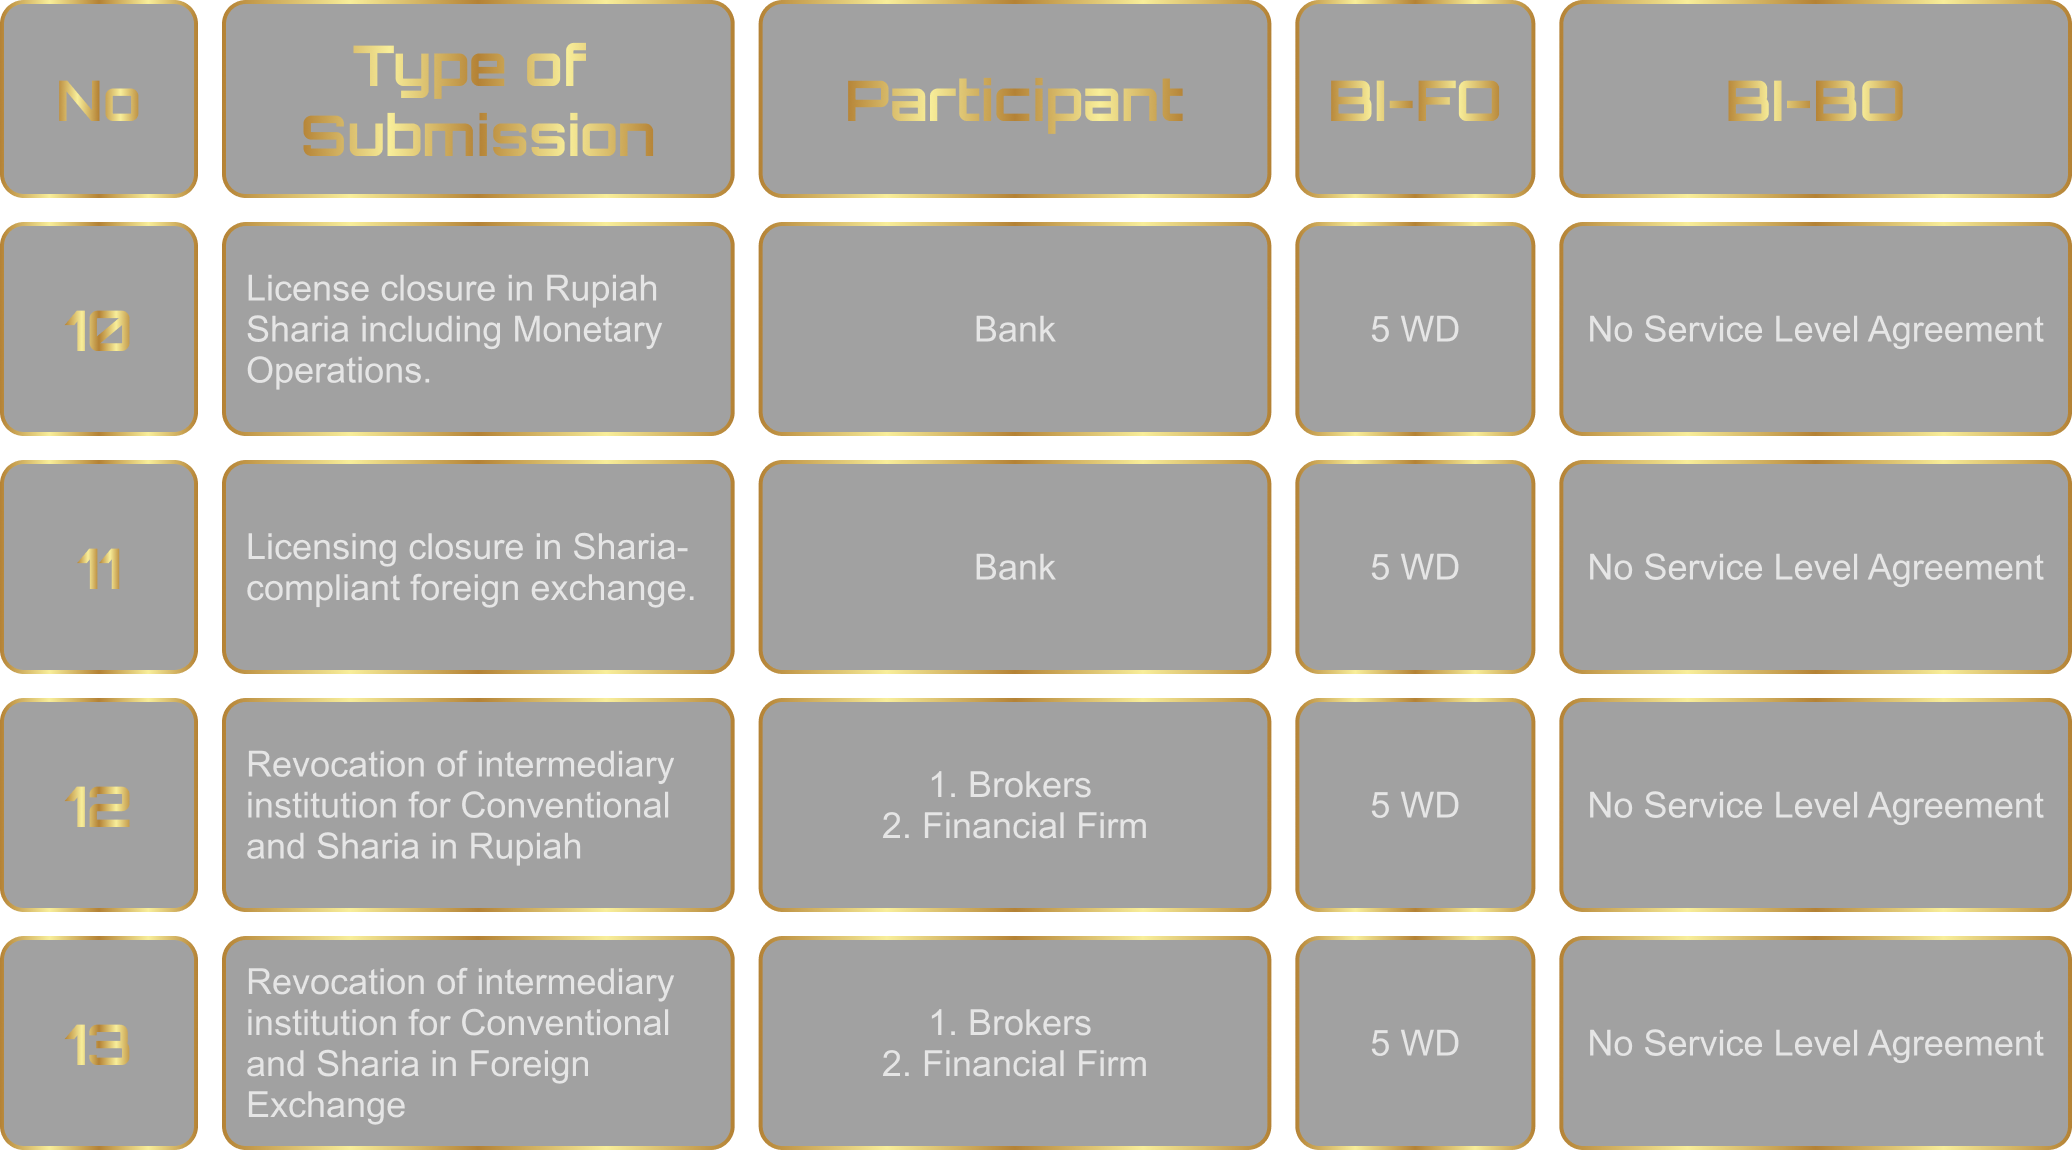 No
Type of
Submission
Participant
BI-FO
BI-BO
10
License closure in Rupiah
Sharia including Monetary
Operations.
Bank
5 WD
No Service Level Agreement
11
Licensing closure in Sharia-
compliant foreign exchange.
Bank
5 WD
No Service Level Agreement
12
Revocation of intermediary
institution for Conventional
and Sharia in Rupiah
1. Brokers
2. Financial Firm
5 WD
No Service Level Agreement
13
Revocation of intermediary
institution for Conventional
and Sharia in Foreign
Exchange
1. Brokers
2. Financial Firm
5 WD
No Service Level Agreement